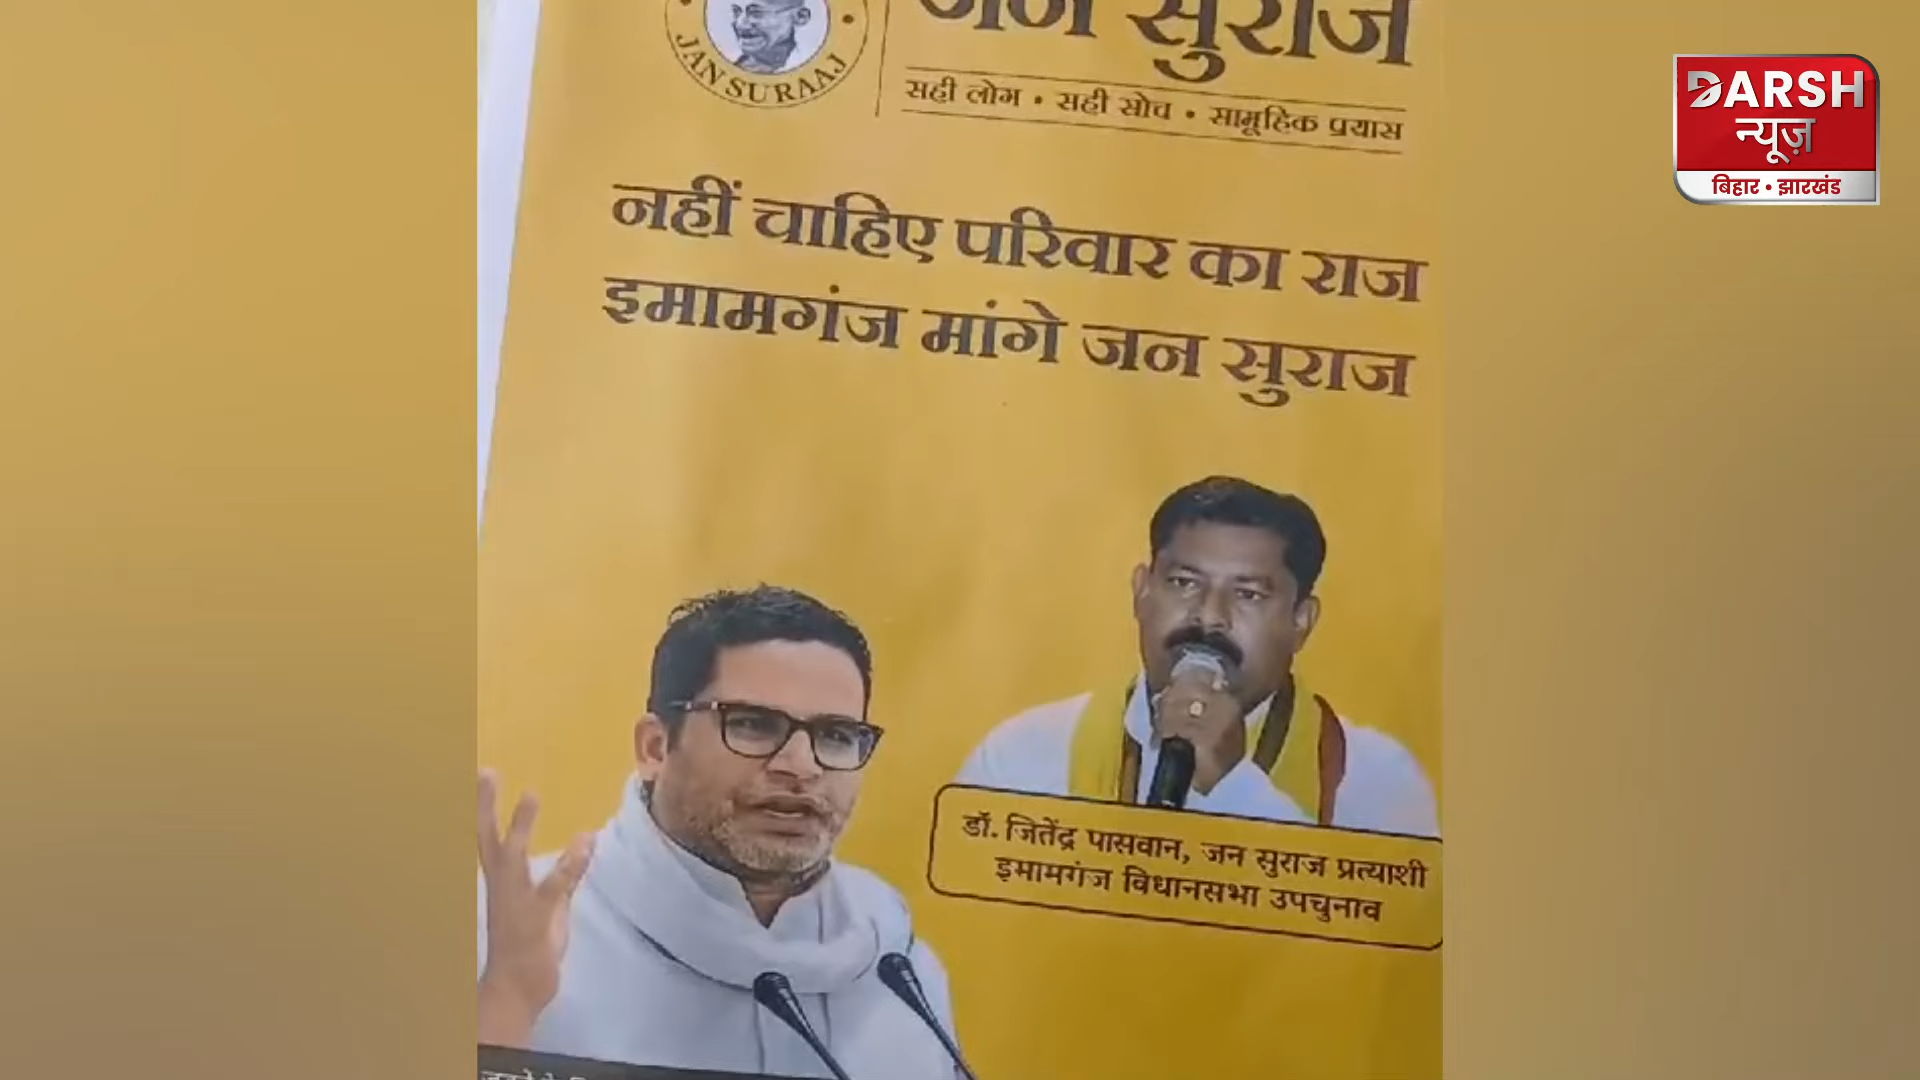 जन सुराज
JAN SURAAJ
सही लोग • सही सोच • सामूहिक प्रयास
नहीं चाहिए परिवार का राज
इमामगंज मांगे जन सुराज
डॉ. जितेंद्र पासवान, जन सुराज प्रत्याशी
इमामगंज विधानसभा उपचुनाव
DARSH
न्यूज़
बिहार • झारखंड